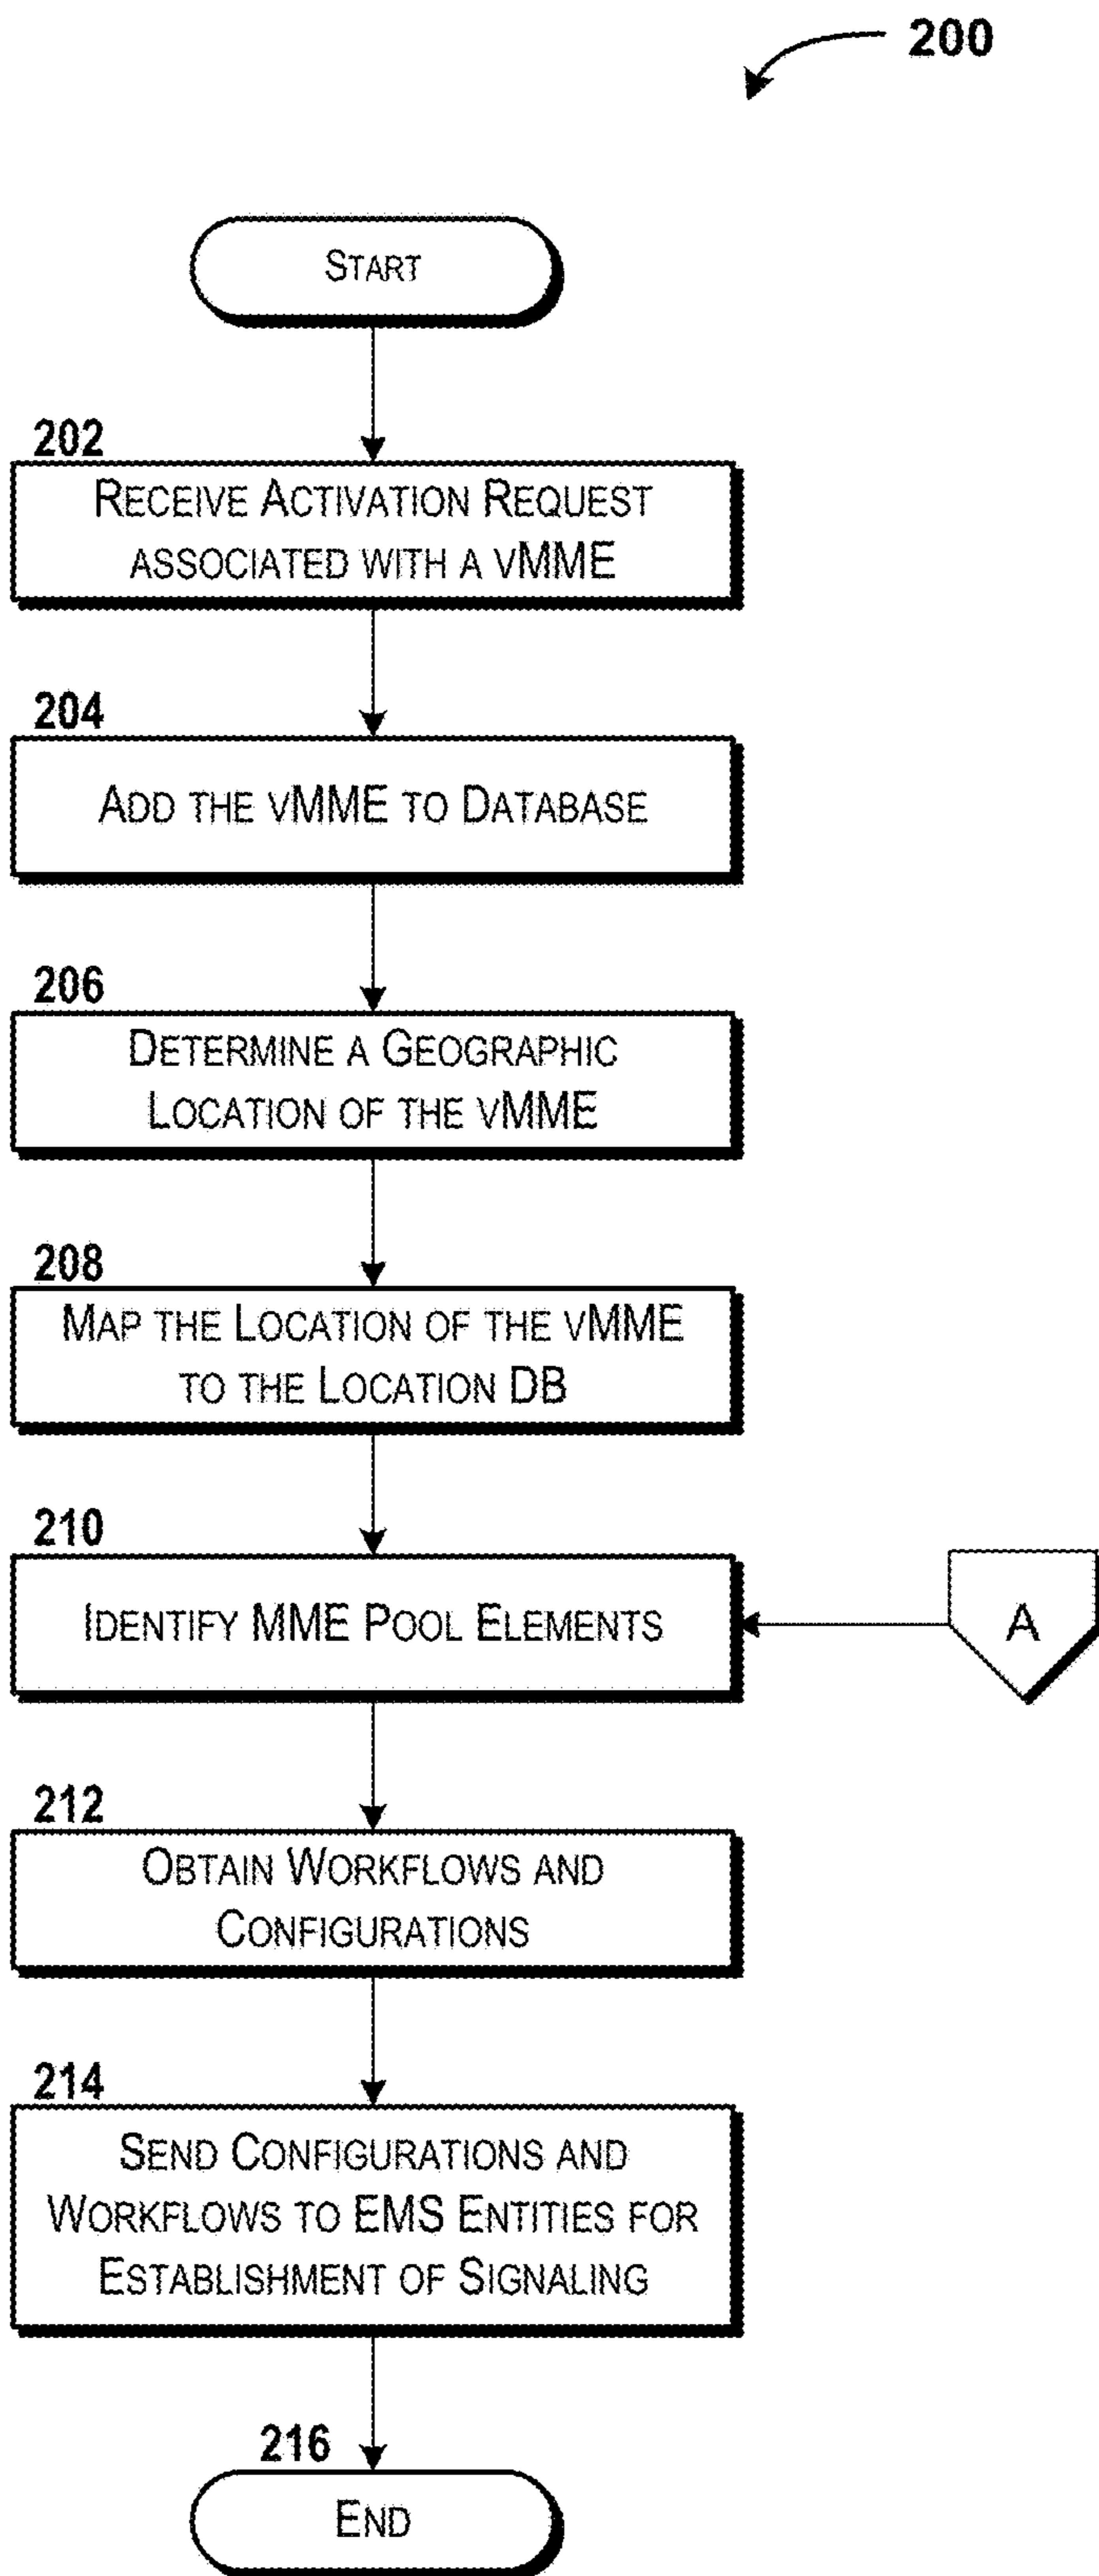 200
START
202
RECEIVE ACTIVATION REQUEST
ASSOCIATED WITH A VMME
204
ADD THE VMME TO DATABASE
206
DETERMINE A GEOGRAPHIC
LOCATION OF THE VMME
208
MAP THE LOCATION OF THE VMME
TO THE LOCATION DB
210
IDENTIFY MME POOL ELEMENTS
A
212
OBTAIN WORKFLOWS AND
CONFIGURATIONS
214
SEND CONFIGURATIONS AND
WORKFLOWS TO EMS ENTITIES FOR
ESTABLISHMENT OF SIGNALING
216
END